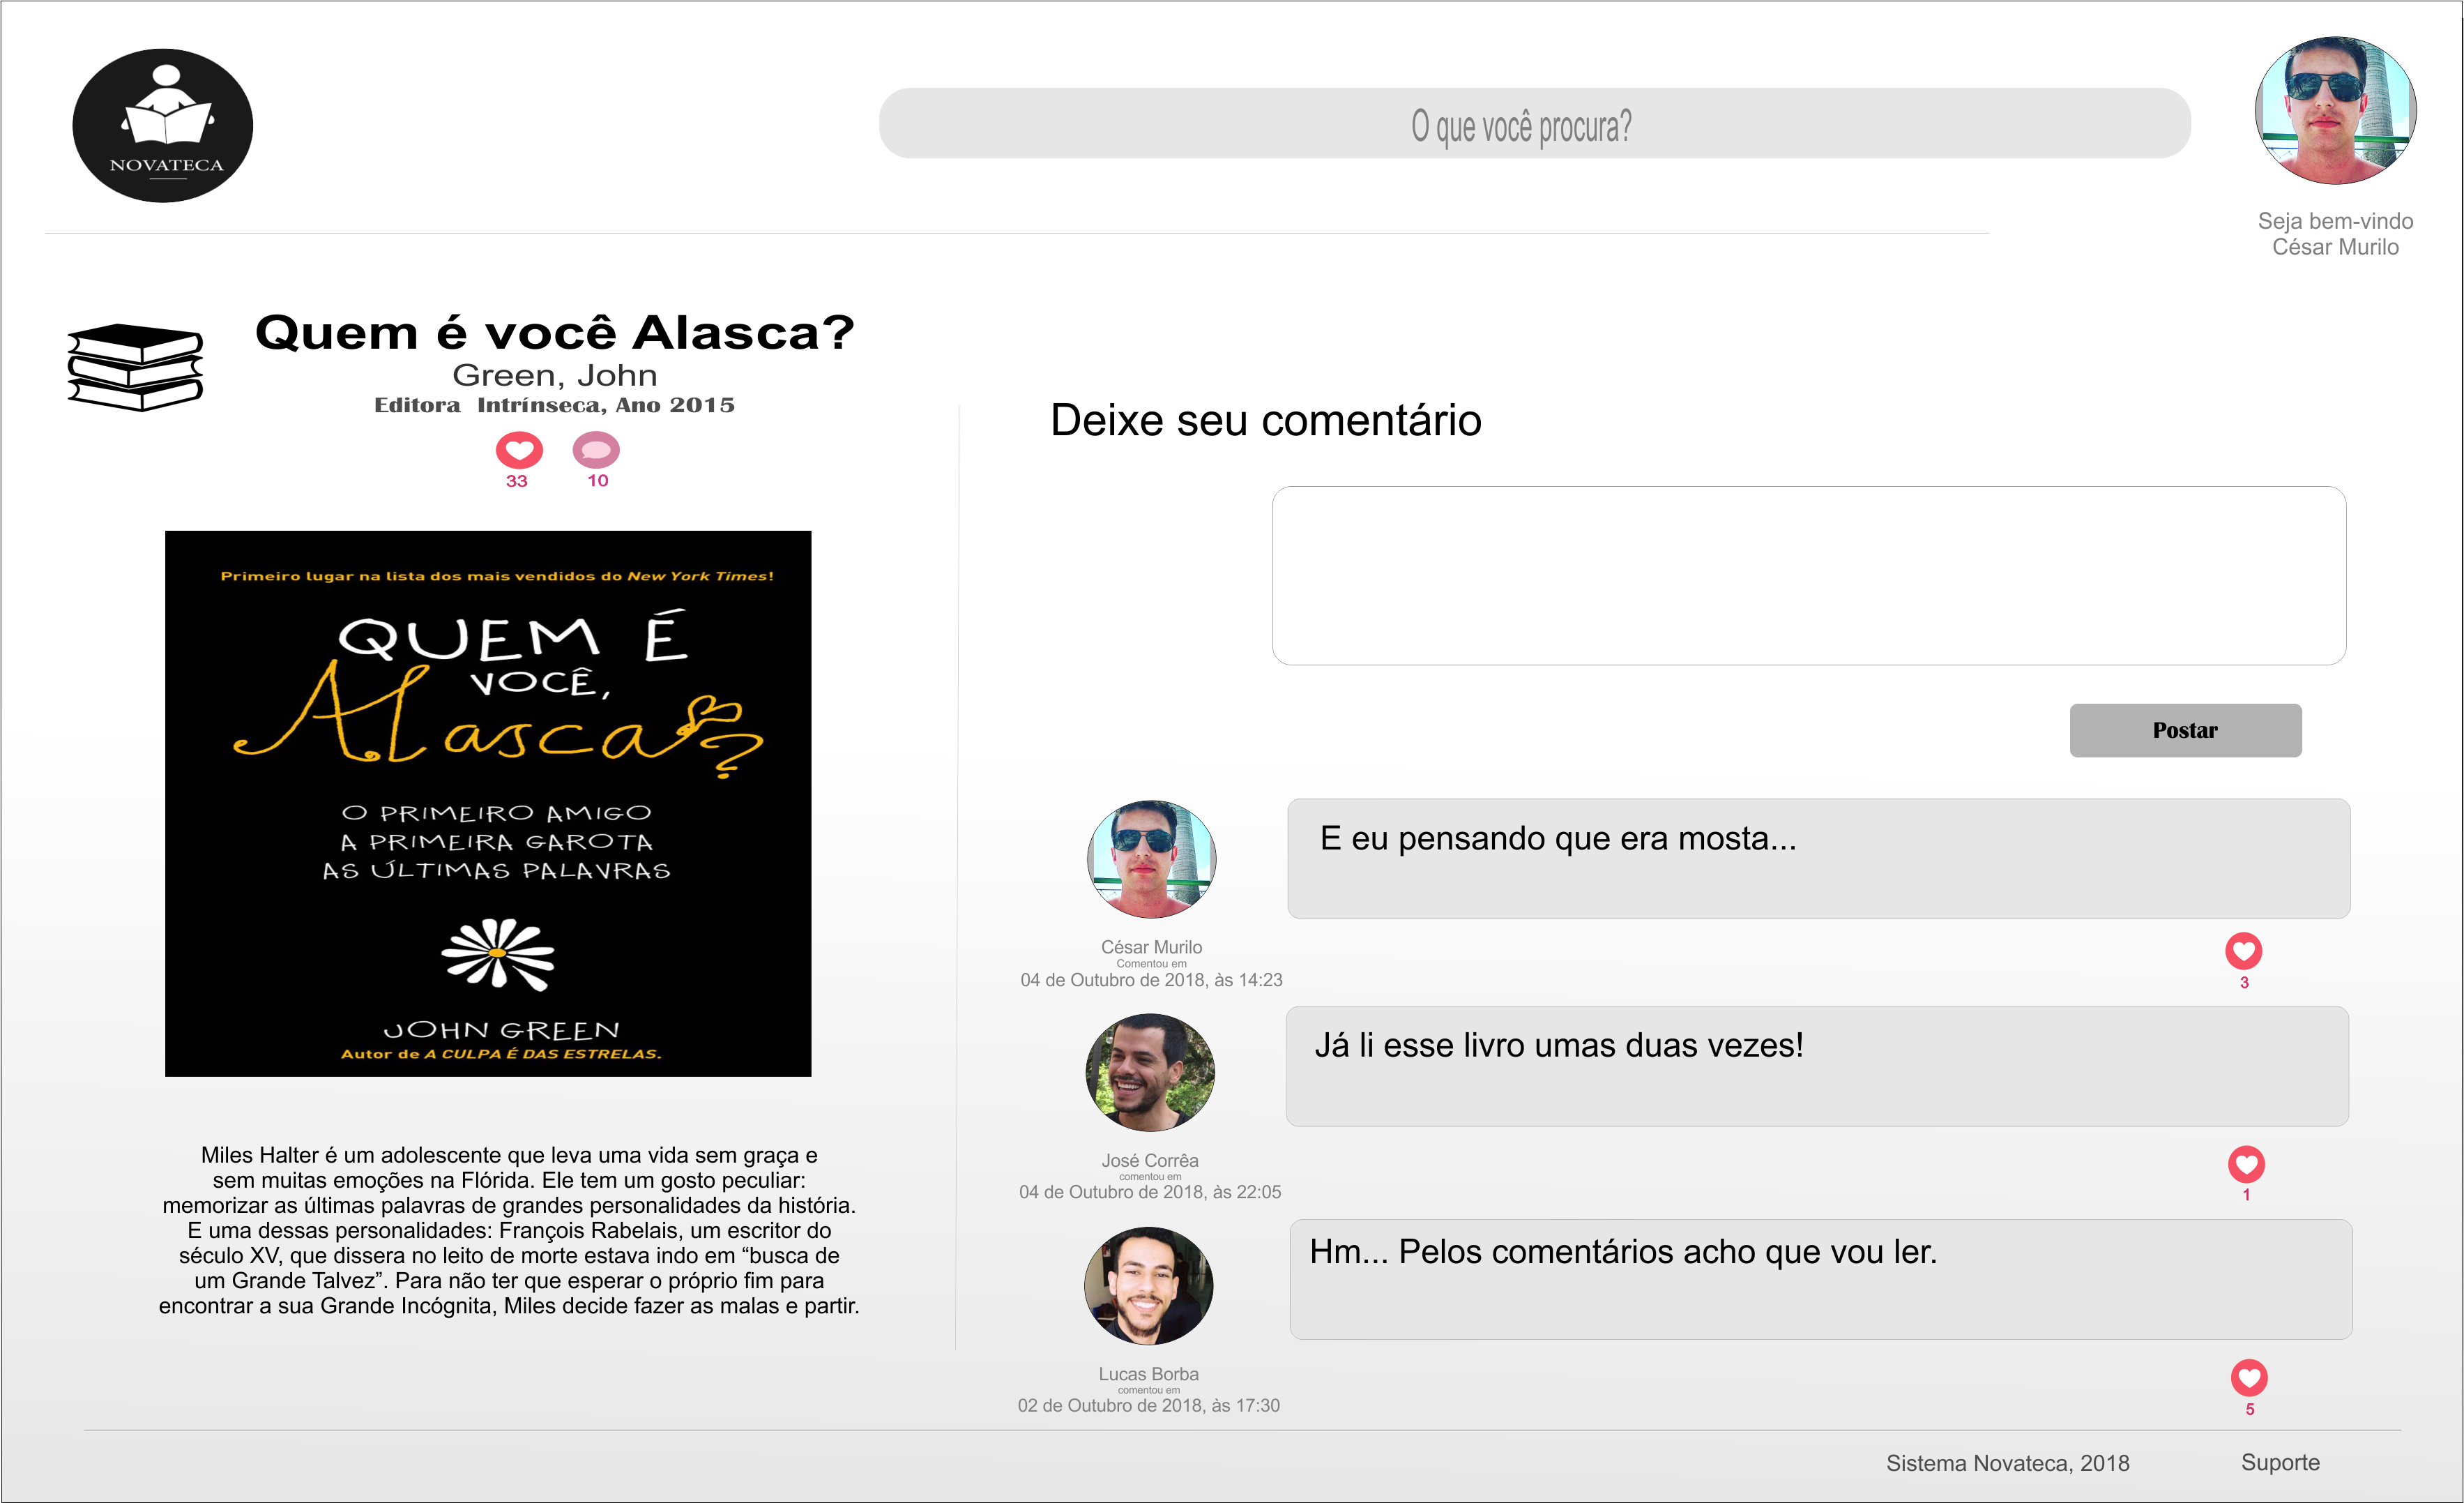 NOVATECA
O que você procura?
Seja bem-vindo
César Murilo
Quem é você Alasca?
Green, John
Editora Intrínseca, Ano 2015
33
10
Primeiro lugar na lista dos mais vendidos do New York Times!
QUEM É
VOCÊ,
Alasca?
O PRIMEIRO AMIGO
A PRIMEIRA GAROTA
AS ÚLTIMAS PALAVRAS
JOHN GREEN
Autor de A CULPA É DAS ESTRELAS.
Miles Halter é um adolescente que leva uma vida sem graça e
sem muitas emoções na Flórida. Ele tem um gosto peculiar:
memorizar as últimas palavras de grandes personalidades da história.
E uma dessas personalidades: François Rabelais, um escritor do
século XV, que dissera no leito de morte estava indo em “busca de
um Grande Talvez”. Para não ter que esperar o próprio fim para
encontrar a sua Grande Incógnita, Miles decide fazer as malas e partir.
Deixe seu comentário
Postar
E eu pensando que era mosta...
César Murilo
Comentou em
04 de Outubro de 2018, às 14:23
3
Já li esse livro umas duas vezes!
José Corrêa
comentou em
04 de Outubro de 2018, às 22:05
1
Hm... Pelos comentários acho que vou ler.
Lucas Borba
comentou em
02 de Outubro de 2018, às 17:30
5
Sistema Novateca, 2018
Suporte